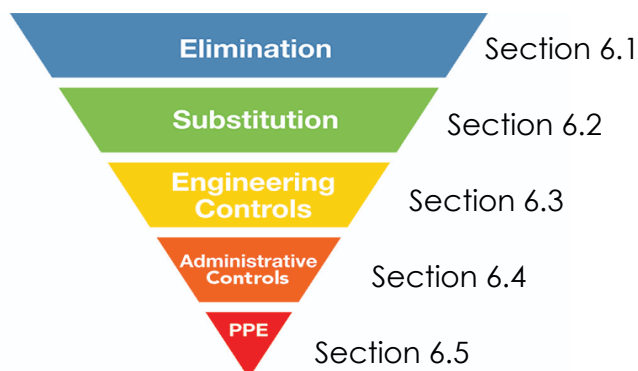 Elimination
Section 6.1
Substitution
Section 6.2
Engineering
Controls
Section 6.3
Administrative
Controls
Section 6.4
PPE
Section 6.5